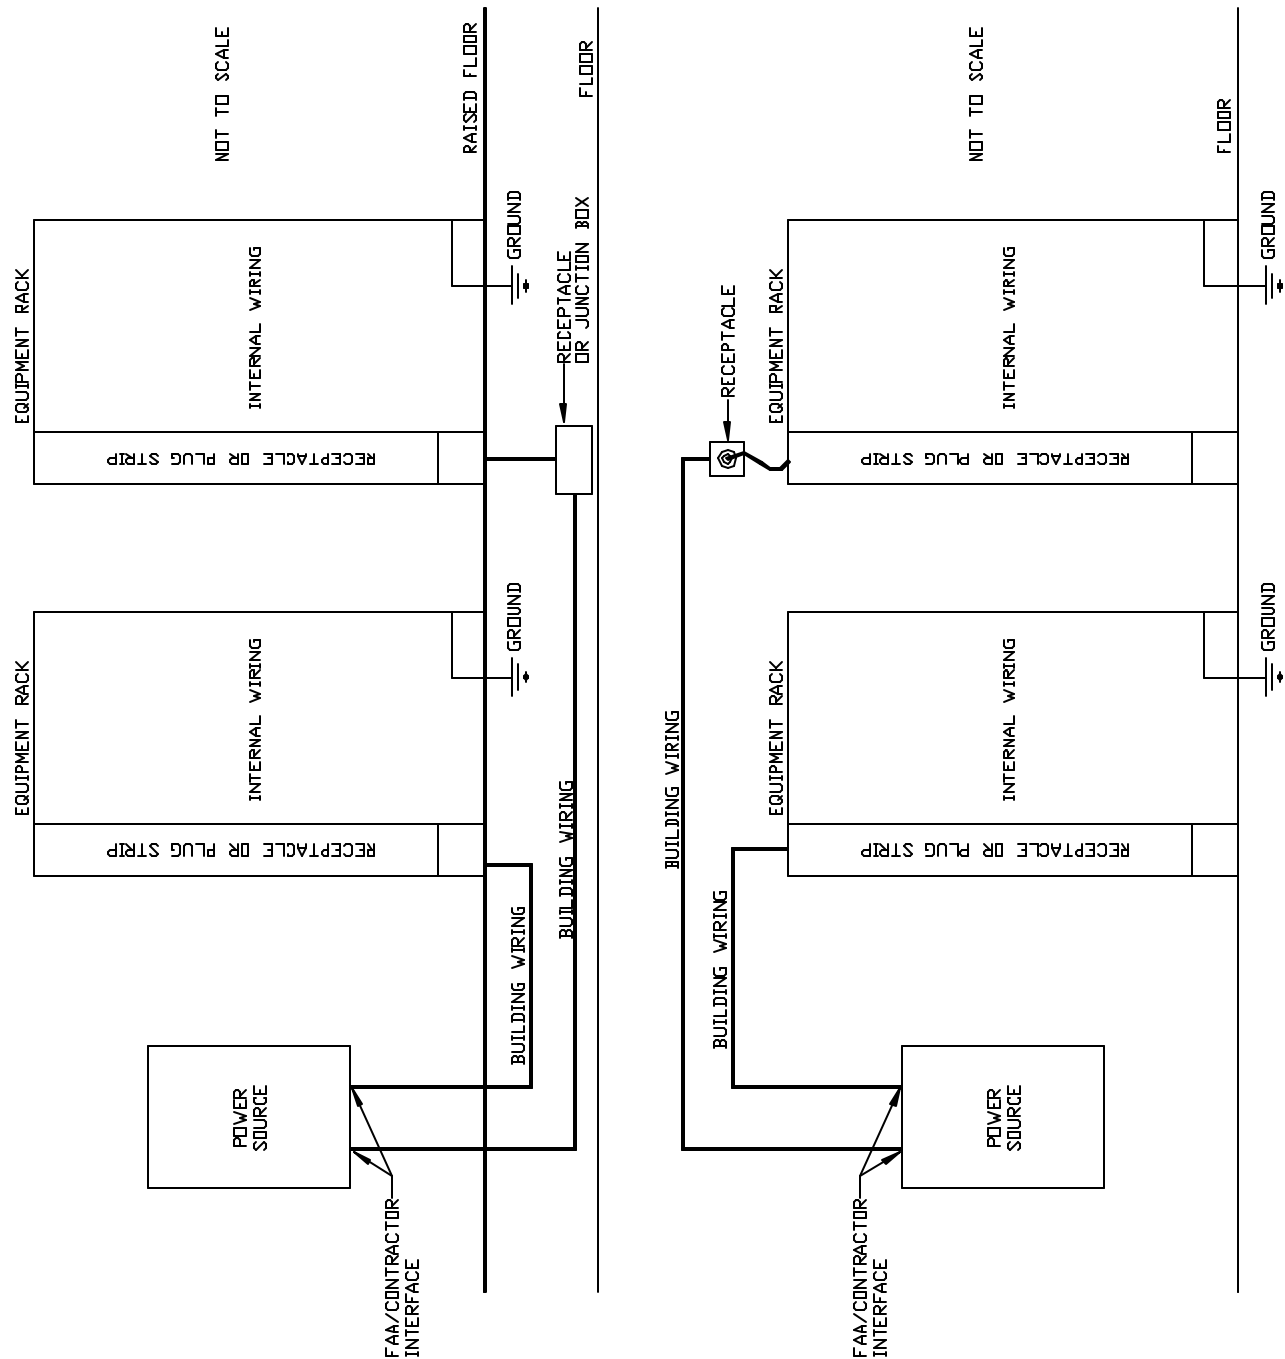 NOT TO SCALE
RAISED FLOOR
FLOOR
EQUIPMENT RACK
INTERNAL WIRING
RECEPTACLE OR PLUG STRIP
GROUND
RECEPTACLE
OR JUNCTION BOX
EQUIPMENT RACK
INTERNAL WIRING
RECEPTACLE OR PLUG STRIP
GROUND
BUILDING WIRING
BUILDING WIRING
POWER
SOURCE
FAA/CONTRACTOR
INTERFACE
NOT TO SCALE
FLOOR
RECEPTACLE
EQUIPMENT RACK
INTERNAL WIRING
RECEPTACLE OR PLUG STRIP
GROUND
BUILDING WIRING
BUILDING WIRING
EQUIPMENT RACK
INTERNAL WIRING
RECEPTACLE OR PLUG STRIP
GROUND
POWER
SOURCE
FAA/CONTRACTOR
INTERFACE